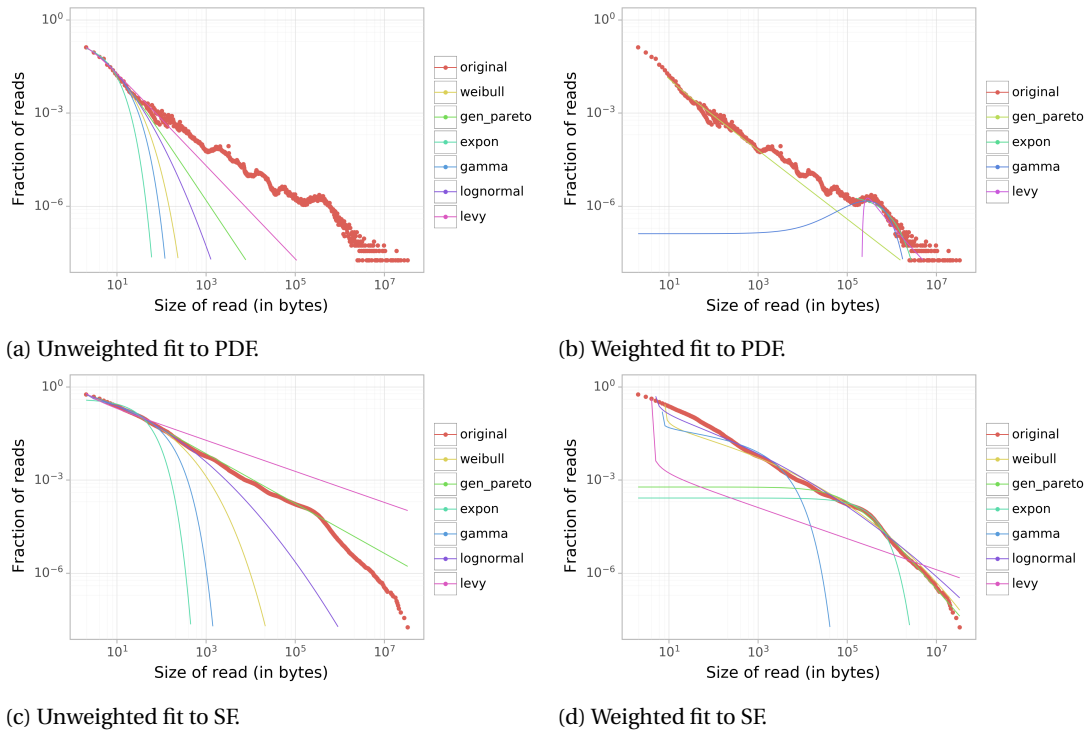 Fraction of reads
10^0
10^-3
10^-6
10^1 10^3 10^5 10^7
Size of read (in bytes)
original
weibull
gen_pareto
expon
gamma
lognormal
levy
(a) Unweighted fit to PDF.
Fraction of reads
10^0
10^-3
10^-6
10^1 10^3 10^5 10^7
Size of read (in bytes)
original
gen_pareto
expon
gamma
levy
(b) Weighted fit to PDF.
Fraction of reads
10^0
10^-3
10^-6
10^1 10^3 10^5 10^7
Size of read (in bytes)
original
weibull
gen_pareto
expon
gamma
lognormal
levy
(c) Unweighted fit to SF.
Fraction of reads
10^0
10^-3
10^-6
10^1 10^3 10^5 10^7
Size of read (in bytes)
original
weibull
gen_pareto
expon
gamma
lognormal
levy
(d) Weighted fit to SF.